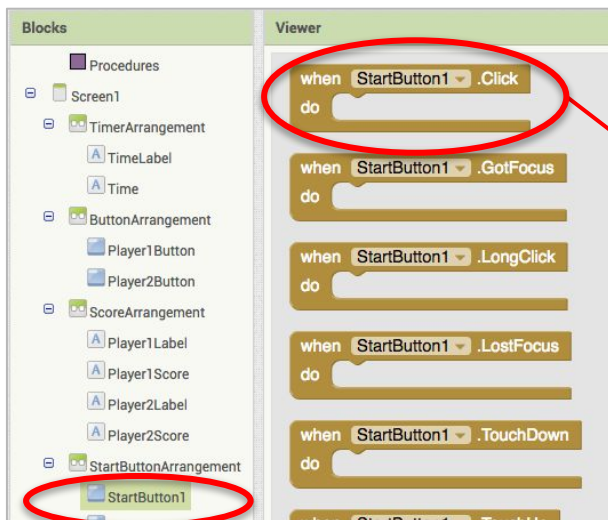 Blocks
Procedures
Screen1
TimerArrangement
TimeLabel
Time
ButtonArrangement
Player1Button
Player2Button
ScoreArrangement
Player1Label
Player1Score
Player2Label
Player2Score
StartButtonArrangement
StartButton1
Viewer
when StartButton1 .Click
do
when StartButton1 .GotFocus
do
when StartButton1 .LongClick
do
when StartButton1 .LostFocus
do
when StartButton1 .TouchDown
do